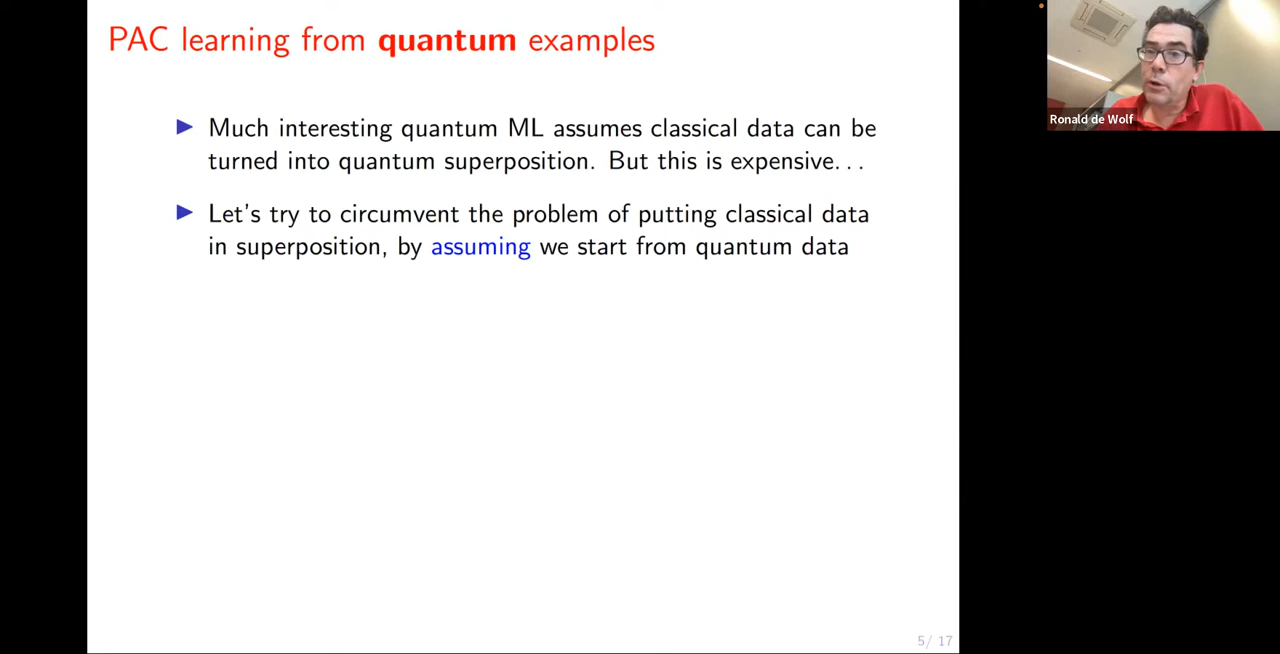 PAC learning from quantum examples
Much interesting quantum ML assumes classical data can be
turned into quantum superposition. But this is expensive...
Let's try to circumvent the problem of putting classical data
in superposition, by assuming we start from quantum data
5/ 17
Ronald de Wolf